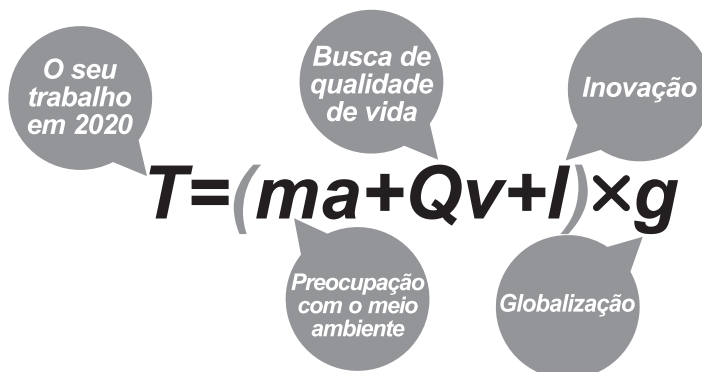 O seu
trabalho
em 2020
Busca de
qualidade
de vida
Inovação
T=(ma+Qv+I)×g
Preocupação
com o meio
ambiente
Globalização